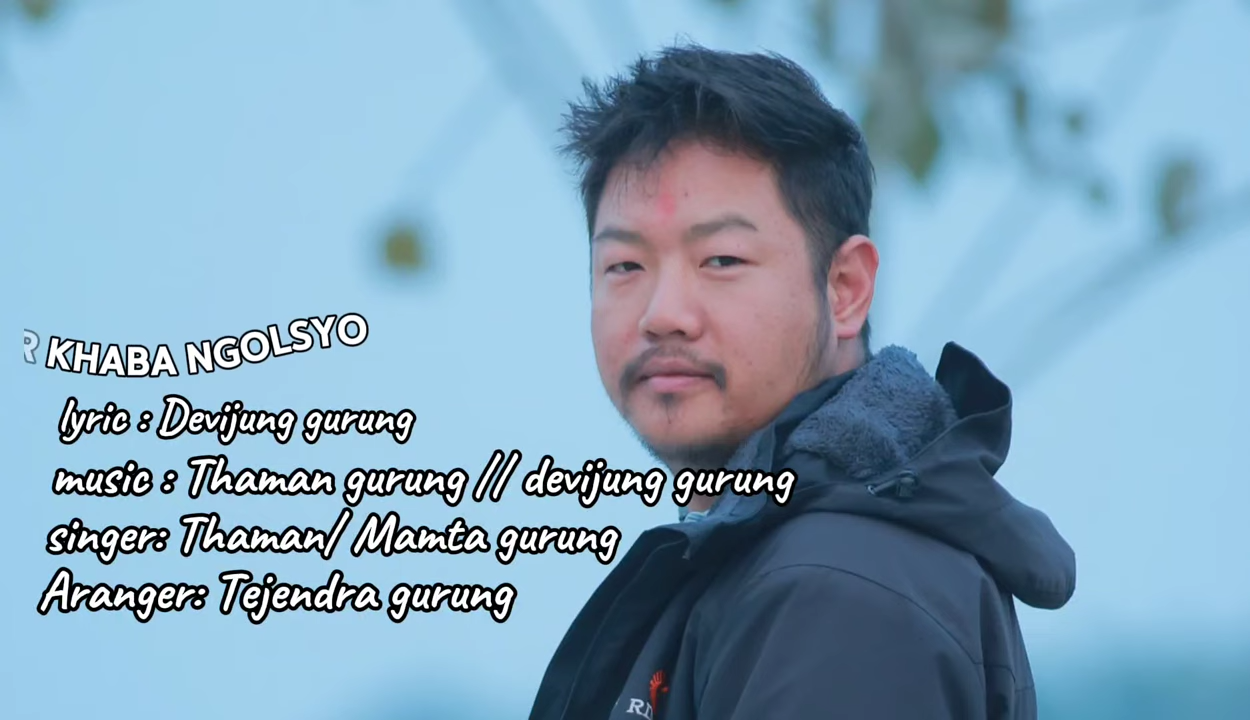 R KHABA NGOLSYO
lyric : Devijung gurung
music : Thaman gurung // devijung gurung
singer: Thaman/ Mamta gurung
Aranger: Tejendra gurung